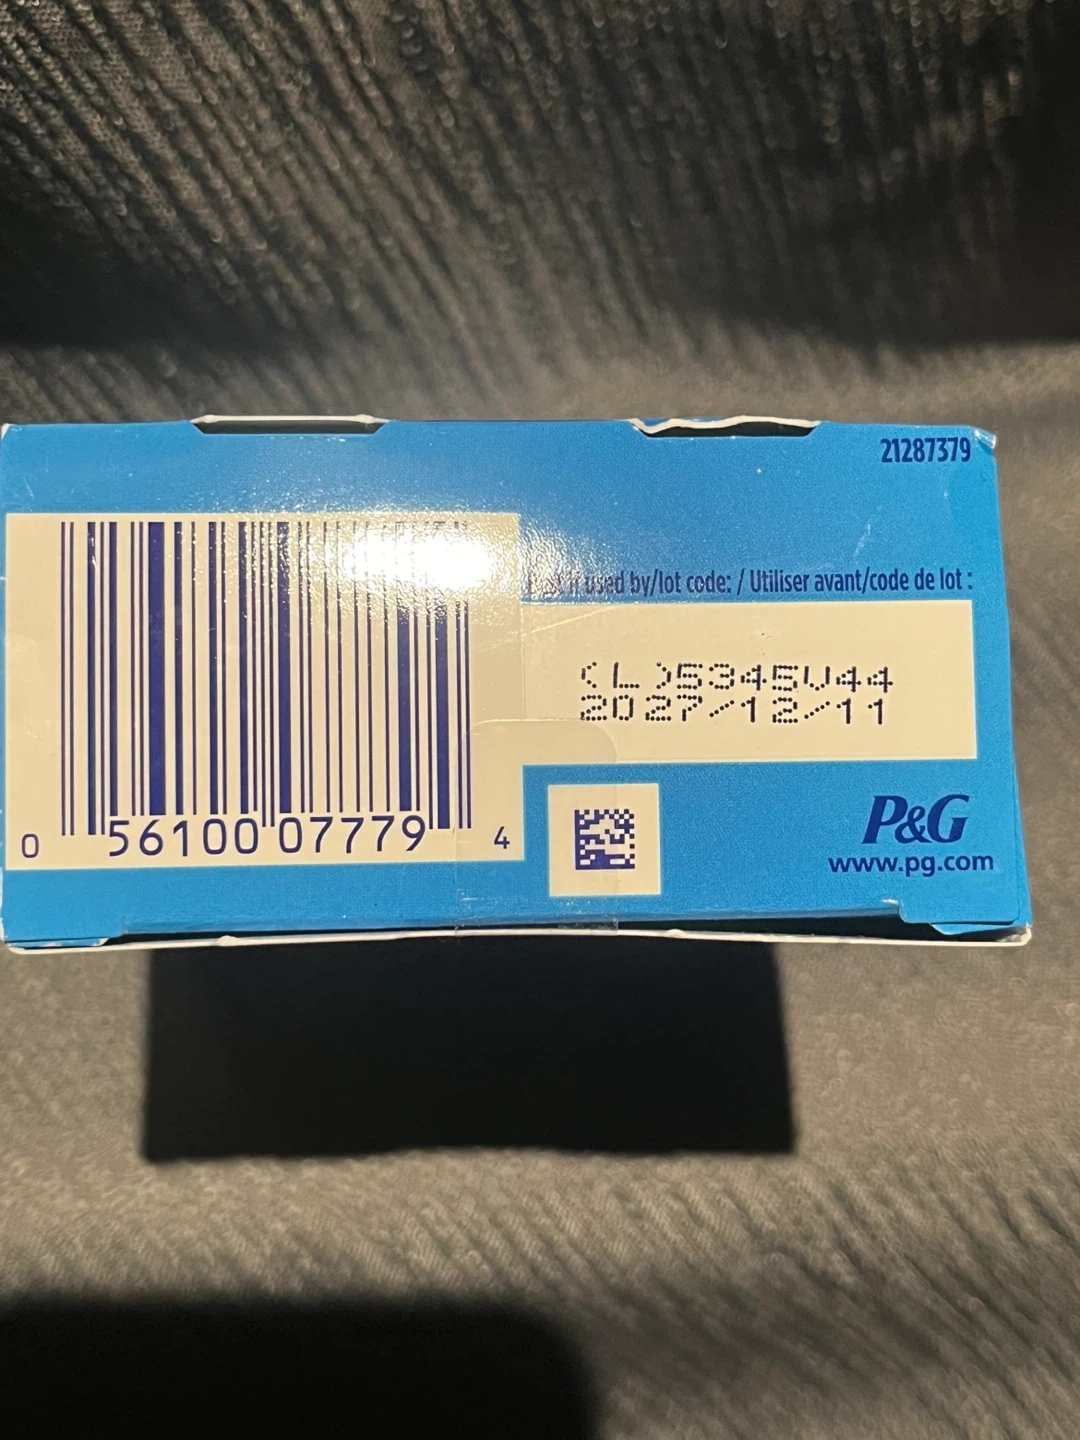 21287379
if used by/lot code: / Utiliser avant/code de lot :
(L)5345V44
2027/12/11
0 56100 07779 4
P&G
www.pg.com